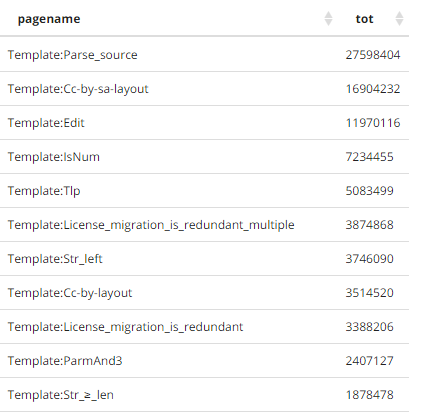 pagename tot
Template:Parse_source 27598404
Template:Cc-by-sa-layout 16904232
Template:Edit 11970116
Template:IsNum 7234455
Template:Tlp 5083499
Template:License_migration_is_redundant_multiple 3874868
Template:Str_left 3746090
Template:Cc-by-layout 3514520
Template:License_migration_is_redundant 3388206
Template:ParmAnd3 2407127
Template:Str_≥_len 1878478